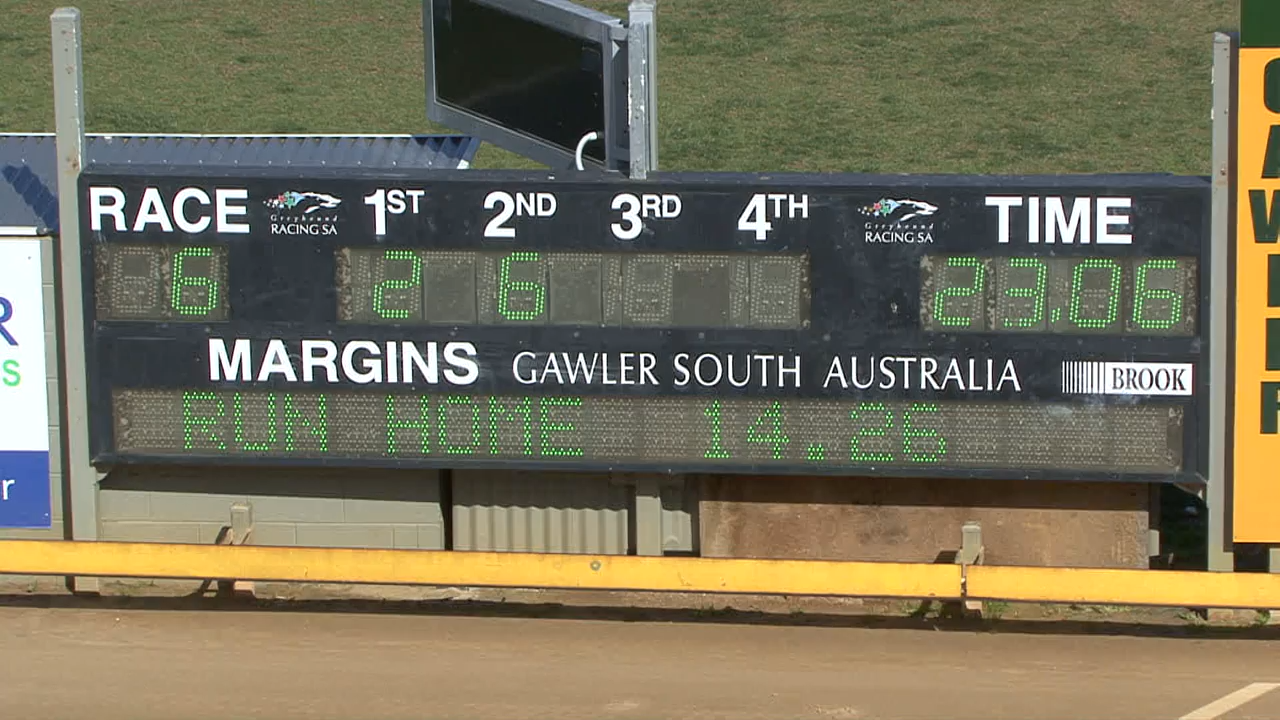 RACE Greyhound RACING SA 1ST 2ND 3RD 4TH Greyhound RACING SA TIME
6 2 6 23.06
MARGINS GAWLER SOUTH AUSTRALIA BROOK
RUN HOME 14.26
R
S
r